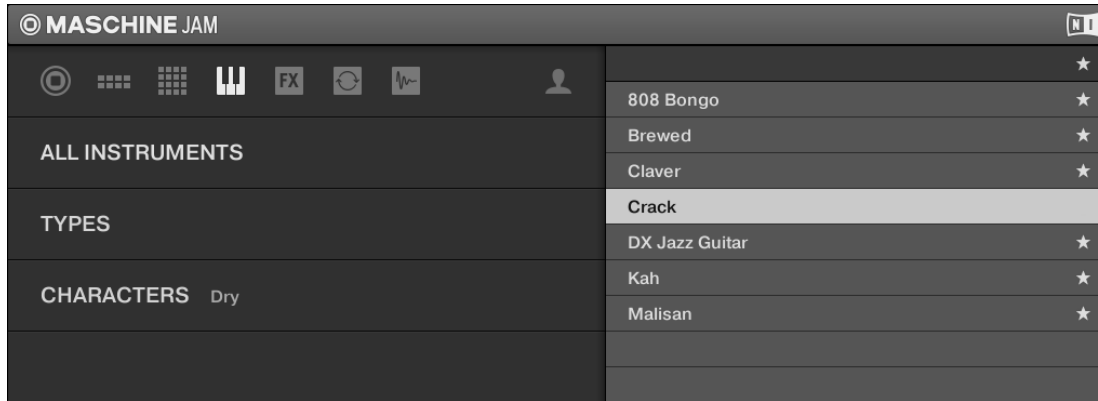 MASCHINE JAM
NI
FX
ALL INSTRUMENTS
TYPES
CHARACTERS Dry
808 Bongo
Brewed
Claver
Crack
DX Jazz Guitar
Kah
Malisan